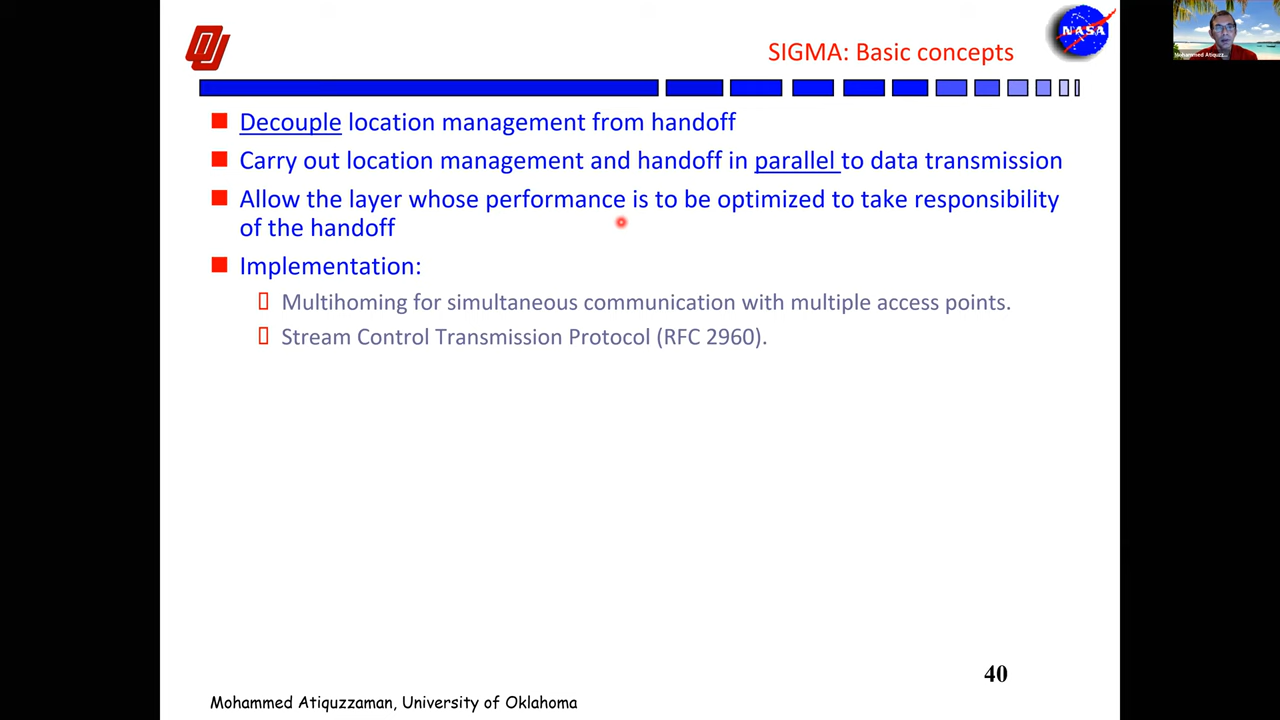 SIGMA: Basic concepts
NASA
Mohammed Atiquzz...
Decouple location management from handoff
Carry out location management and handoff in parallel to data transmission
Allow the layer whose performance is to be optimized to take responsibility
of the handoff
Implementation:
Multihoming for simultaneous communication with multiple access points.
Stream Control Transmission Protocol (RFC 2960).
40
Mohammed Atiquzzaman, University of Oklahoma